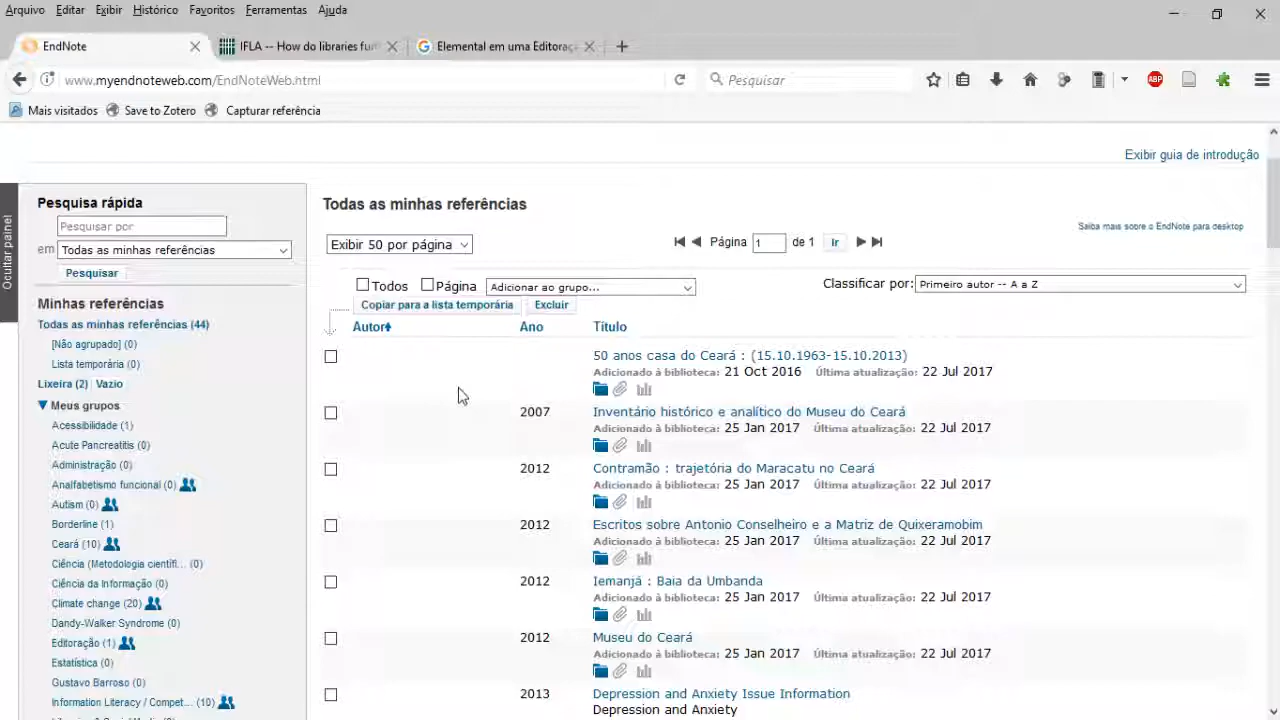 Arquivo Editar Exibir Histórico Favoritos Ferramentas Ajuda
EndNote
IFLA -- How do libraries fun
Elemental em uma Editoraç
www.myendnoteweb.com/EndNoteWeb.html
Pesquisar
ABP
Mais visitados Save to Zotero Capturar referência
Exibir guia de introdução
Ocultar painel
Pesquisa rápida
Pesquisar por
em Todas as minhas referências
Pesquisar
Minhas referências
Todas as minhas referências (44)
[Não agrupado] (0)
Lista temporária (0)
Lixeira (2) | Vazio
Meus grupos
Acessibilidade (1)
Acute Pancreatitis (0)
Administração (0)
Analfabetismo funcional (0)
Autism (0)
Borderline (1)
Ceará (10)
Ciência (Metodologia científi... (0)
Ciência da Informação (0)
Climate change (20)
Dandy-Walker Syndrome (0)
Editoração (1)
Estatística (0)
Gustavo Barroso (0)
Information Literacy / Compet... (10)
Todas as minhas referências
Exibir 50 por página
Página 1 de 1 Ir
Saiba mais sobre o EndNote para desktop
Todos Página Adicionar ao grupo...
Classificar por: Primeiro autor -- A a Z
Copiar para a lista temporária Excluir
Autor Ano Título
50 anos casa do Ceará : (15.10.1963-15.10.2013)
Adicionado à biblioteca: 21 Oct 2016 Última atualização: 22 Jul 2017
2007 Inventário histórico e analítico do Museu do Ceará
Adicionado à biblioteca: 25 Jan 2017 Última atualização: 22 Jul 2017
2012 Contramão : trajetória do Maracatu no Ceará
Adicionado à biblioteca: 25 Jan 2017 Última atualização: 22 Jul 2017
2012 Escritos sobre Antonio Conselheiro e a Matriz de Quixeramobim
Adicionado à biblioteca: 25 Jan 2017 Última atualização: 22 Jul 2017
2012 Iemanjá : Baia da Umbanda
Adicionado à biblioteca: 25 Jan 2017 Última atualização: 22 Jul 2017
2012 Museu do Ceará
Adicionado à biblioteca: 25 Jan 2017 Última atualização: 22 Jul 2017
2013 Depression and Anxiety Issue Information
Depression and Anxiety